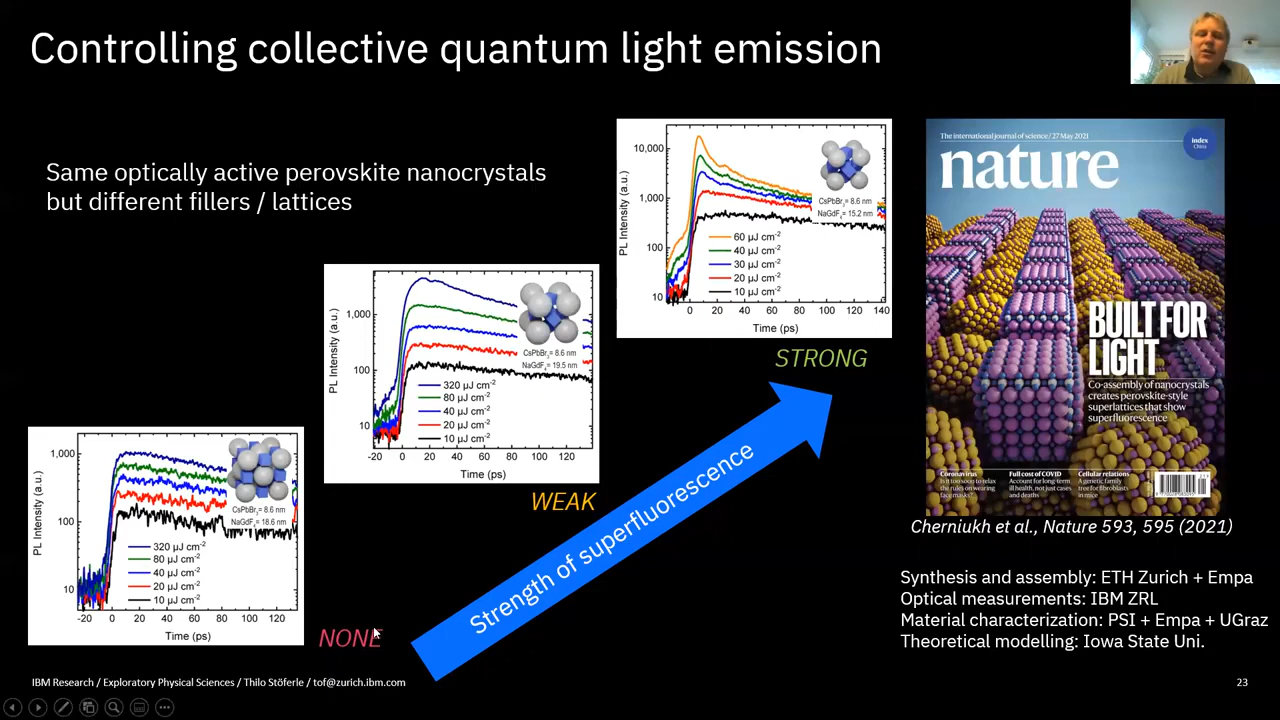 Controlling collective quantum light emission
Same optically active perovskite nanocrystals
but different fillers / lattices
PL Intensity (a.u.)
1,000
100
10
CsPbBr3= 8.6 nm
NaGdF4= 18.6 nm
320 µJ cm-2
80 µJ cm-2
40 µJ cm-2
20 µJ cm-2
10 µJ cm-2
-20 0 20 40 60 80 100 120
Time (ps)
NONE
PL Intensity (a.u.)
1,000
100
10
CsPbBr3= 8.6 nm
NaGdF4= 19.5 nm
320 µJ cm-2
80 µJ cm-2
40 µJ cm-2
20 µJ cm-2
10 µJ cm-2
-20 0 20 40 60 80 100 120
Time (ps)
WEAK
PL Intensity (a.u.)
10,000
1,000
100
10
CsPbBr3= 8.6 nm
NaGdF4= 15.2 nm
60 µJ cm-2
40 µJ cm-2
30 µJ cm-2
20 µJ cm-2
10 µJ cm-2
0 20 40 60 80 100 120 140
Time (ps)
STRONG
Strength of superfluorescence
The international journal of science / 27 May 2021
nature
index
China
BUILT FOR
LIGHT
Co-assembly of nanocrystals
creates perovskite-style
superlattices that show
superfluorescence
Coronavirus
Is it too soon to relax
the rules on wearing
face masks?
Full cost of COVID
Account for long-term
ill health, not just cases
and deaths
Cellular relations
A genetic family
tree for fibroblasts
in mice
Cherniukh et al., Nature 593, 595 (2021)
Synthesis and assembly: ETH Zurich + Empa
Optical measurements: IBM ZRL
Material characterization: PSI + Empa + UGraz
Theoretical modelling: Iowa State Uni.
IBM Research / Exploratory Physical Sciences / Thilo Stöferle / tof@zurich.ibm.com
23